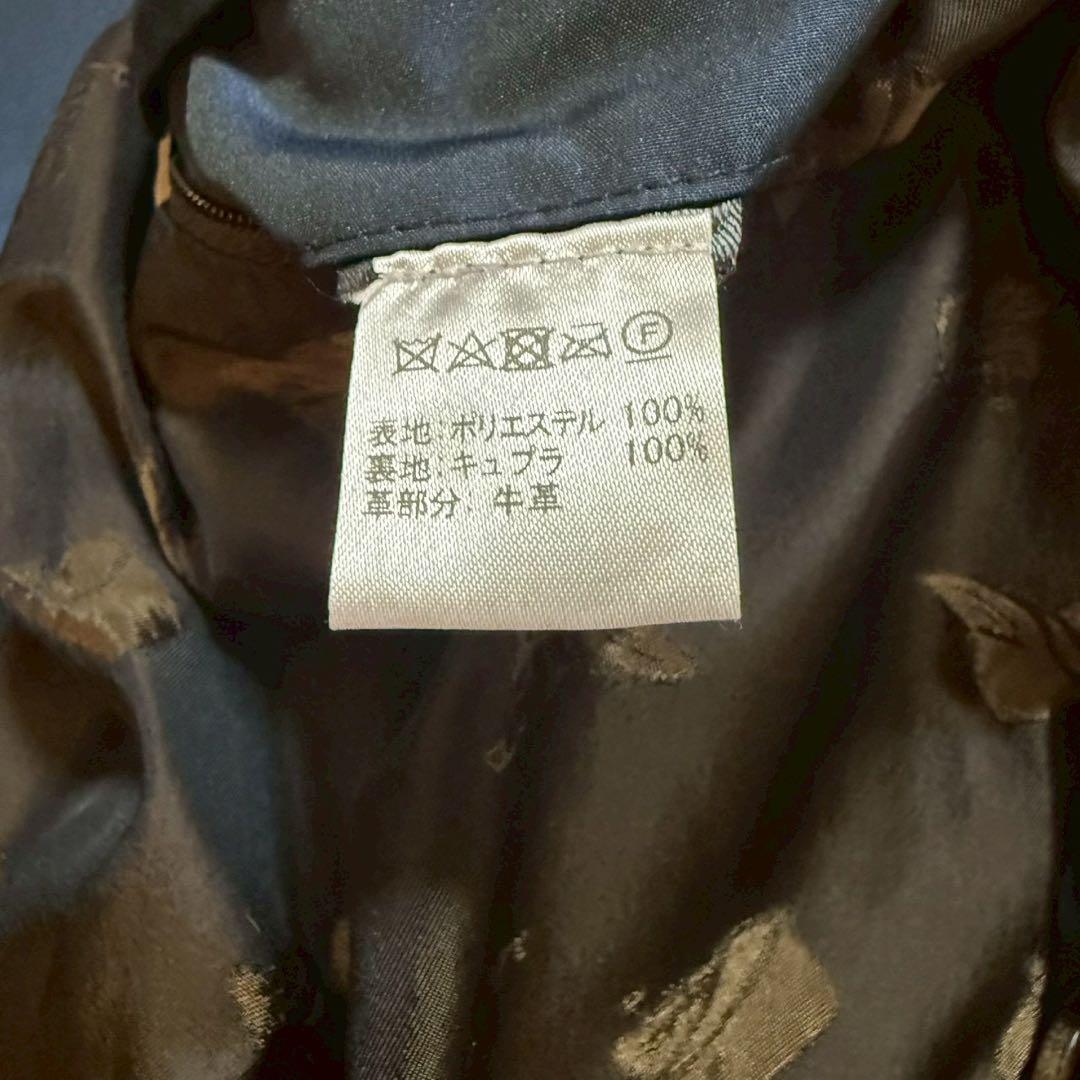 F
表地:ポリエステル 100%
裏地:キュプラ 100%
革部分:牛革